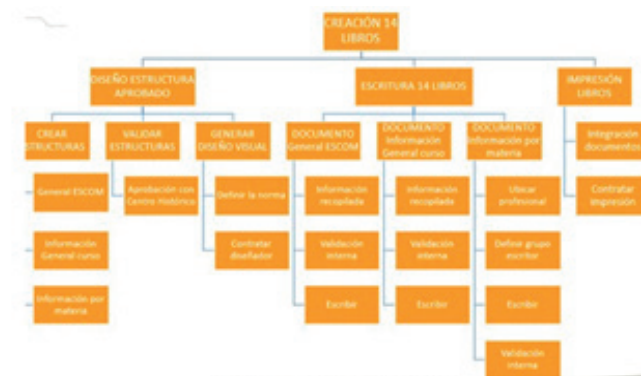 CREACIÓN 14
LIBROS
DISEÑO ESTRUCTURA
APROBADO
ESCRITURA 14 LIBROS
IMPRESIÓN
LIBROS
CREAR
ESTRUCTURAS
VALIDAR
ESTRUCTURAS
GENERAR
DISEÑO VISUAL
DOCUMENTO
General ESCOM
DOCUMENTO
Información
General curso
DOCUMENTO
Información por
materia
Integración
documentos
General ESCOM
Aprobación con
Centro Histórico
Definir la norma
Información
recopilada
Información
recopilada
Ubicar
profesional
Contratar
impresión
Información
General curso
Contratar
diseñador
Validación
interna
Validación
interna
Definir grupo
escritor
Información por
materia
Escribir
Escribir
Escribir
Validación
interna